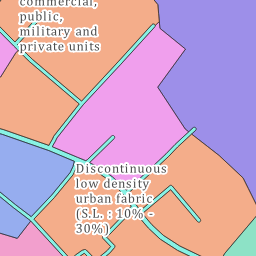 commercial,
public,
military and
private units
Discontinuous
low density
urban fabric
(S.L. : 10% -
30%)